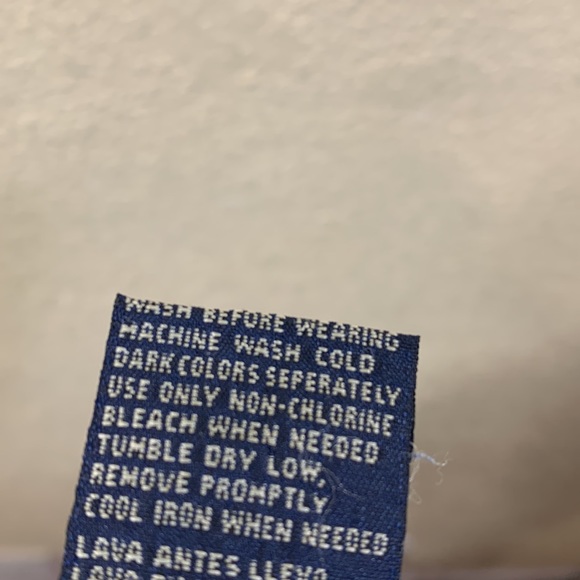 WASH BEFORE WEARING
MACHINE WASH COLD
DARK COLORS SEPERATELY
USE ONLY NON-CHLORINE
BLEACH WHEN NEEDED
TUMBLE DRY LOW,
REMOVE PROMPTLY
COOL IRON WHEN NEEDED
LAVA ANTES LLEVO
LAVA